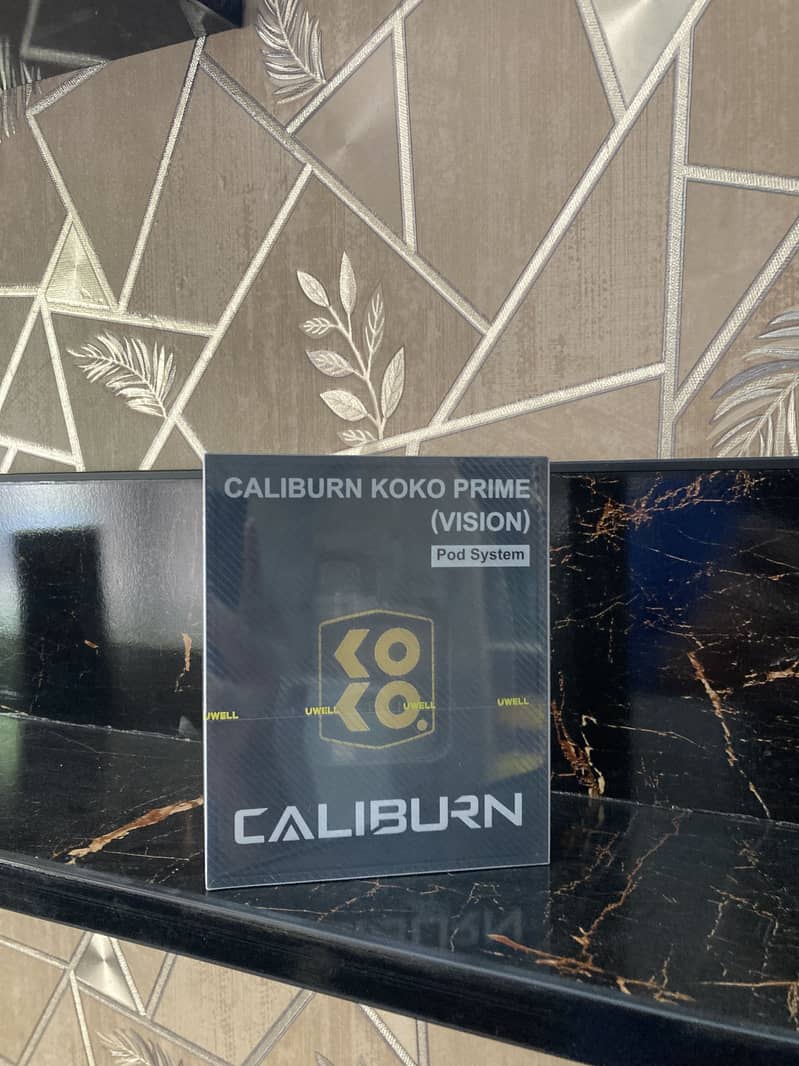 CALIBURN KOKO PRIME
(VISION)
Pod System
KO
KO.
UWELL UWELL UWELL UWELL
CALIBURN